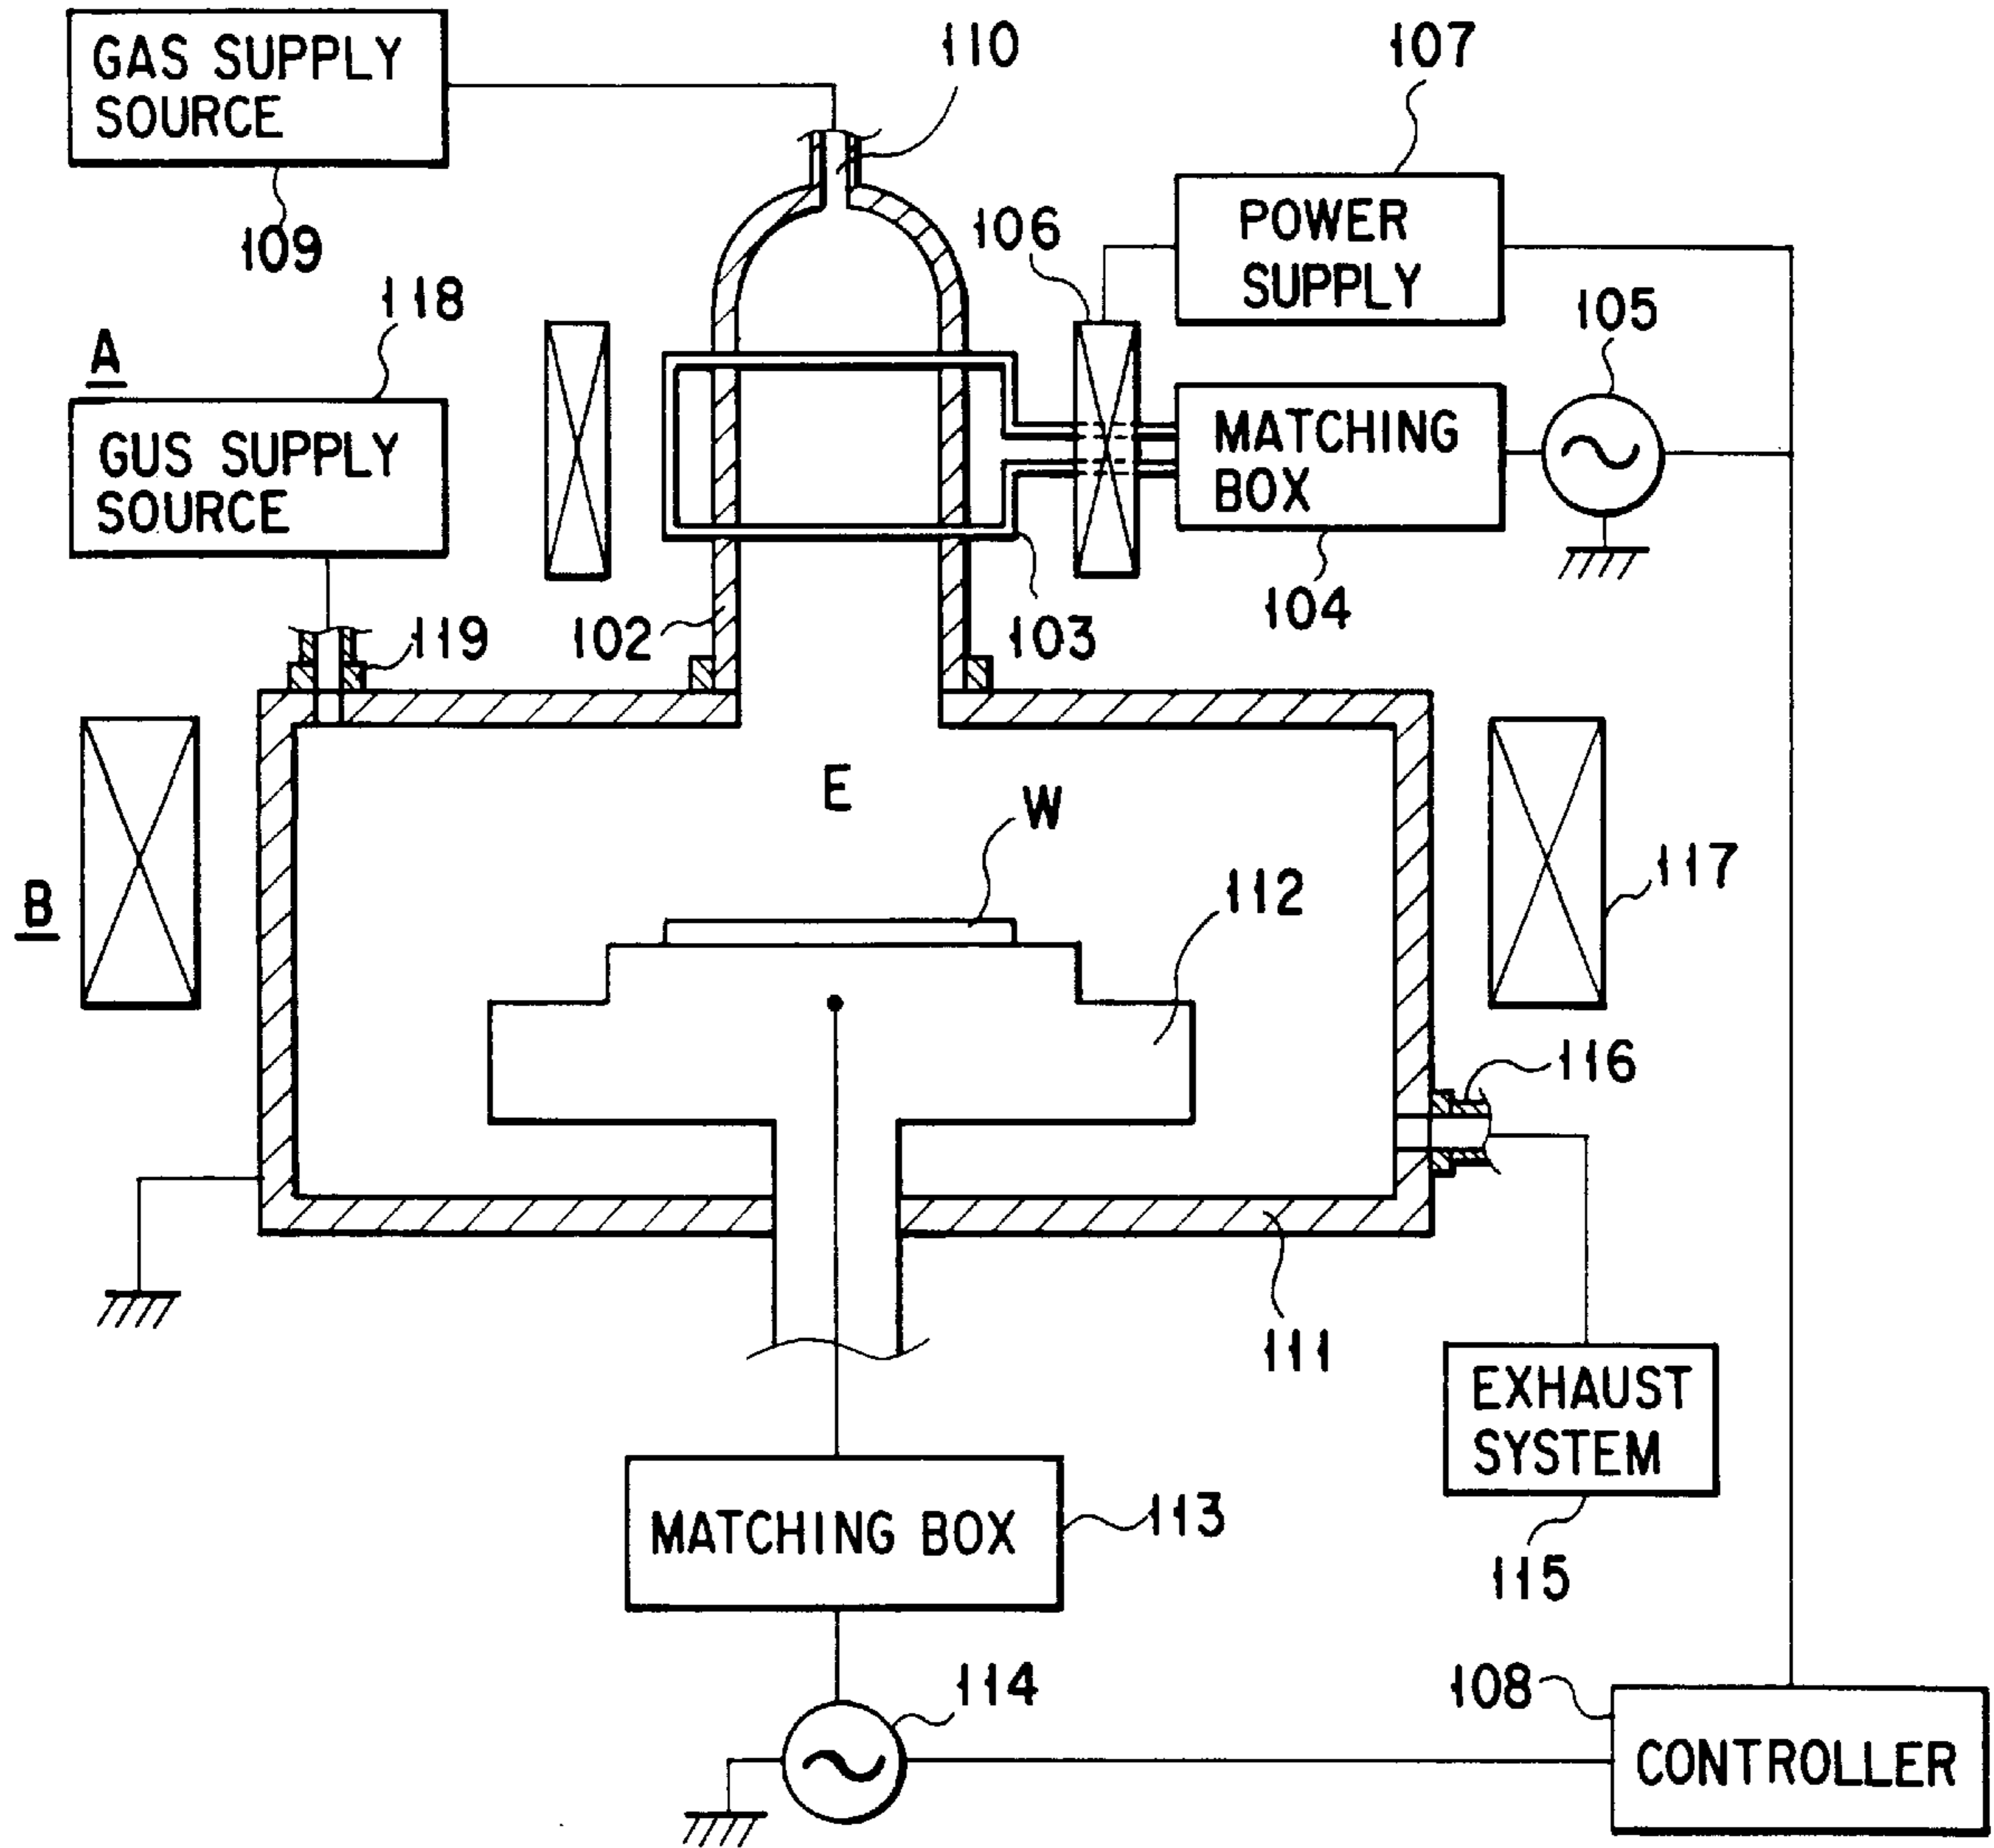 GAS SUPPLY
SOURCE
109
110
107
POWER
SUPPLY
106
105
118
A
GUS SUPPLY
SOURCE
MATCHING
BOX
104
103
102
119
E
W
112
117
B
116
111
EXHAUST
SYSTEM
115
MATCHING BOX
113
114
108
CONTROLLER